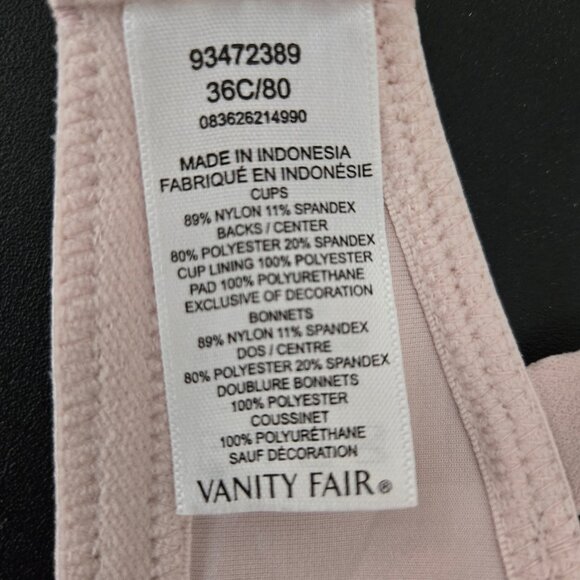 93472389
36C/80
083626214990
MADE IN INDONESIA
FABRIQUÉ EN INDONÉSIE
CUPS
89% NYLON 11% SPANDEX
BACKS / CENTER
80% POLYESTER 20% SPANDEX
CUP LINING 100% POLYESTER
PAD 100% POLYURETHANE
EXCLUSIVE OF DECORATION
BONNETS
89% NYLON 11% SPANDEX
DOS / CENTRE
80% POLYESTER 20% SPANDEX
DOUBLURE BONNETS
100% POLYESTER
COUSSINET
100% POLYURÉTHANE
SAUF DÉCORATION
VANITY FAIR®